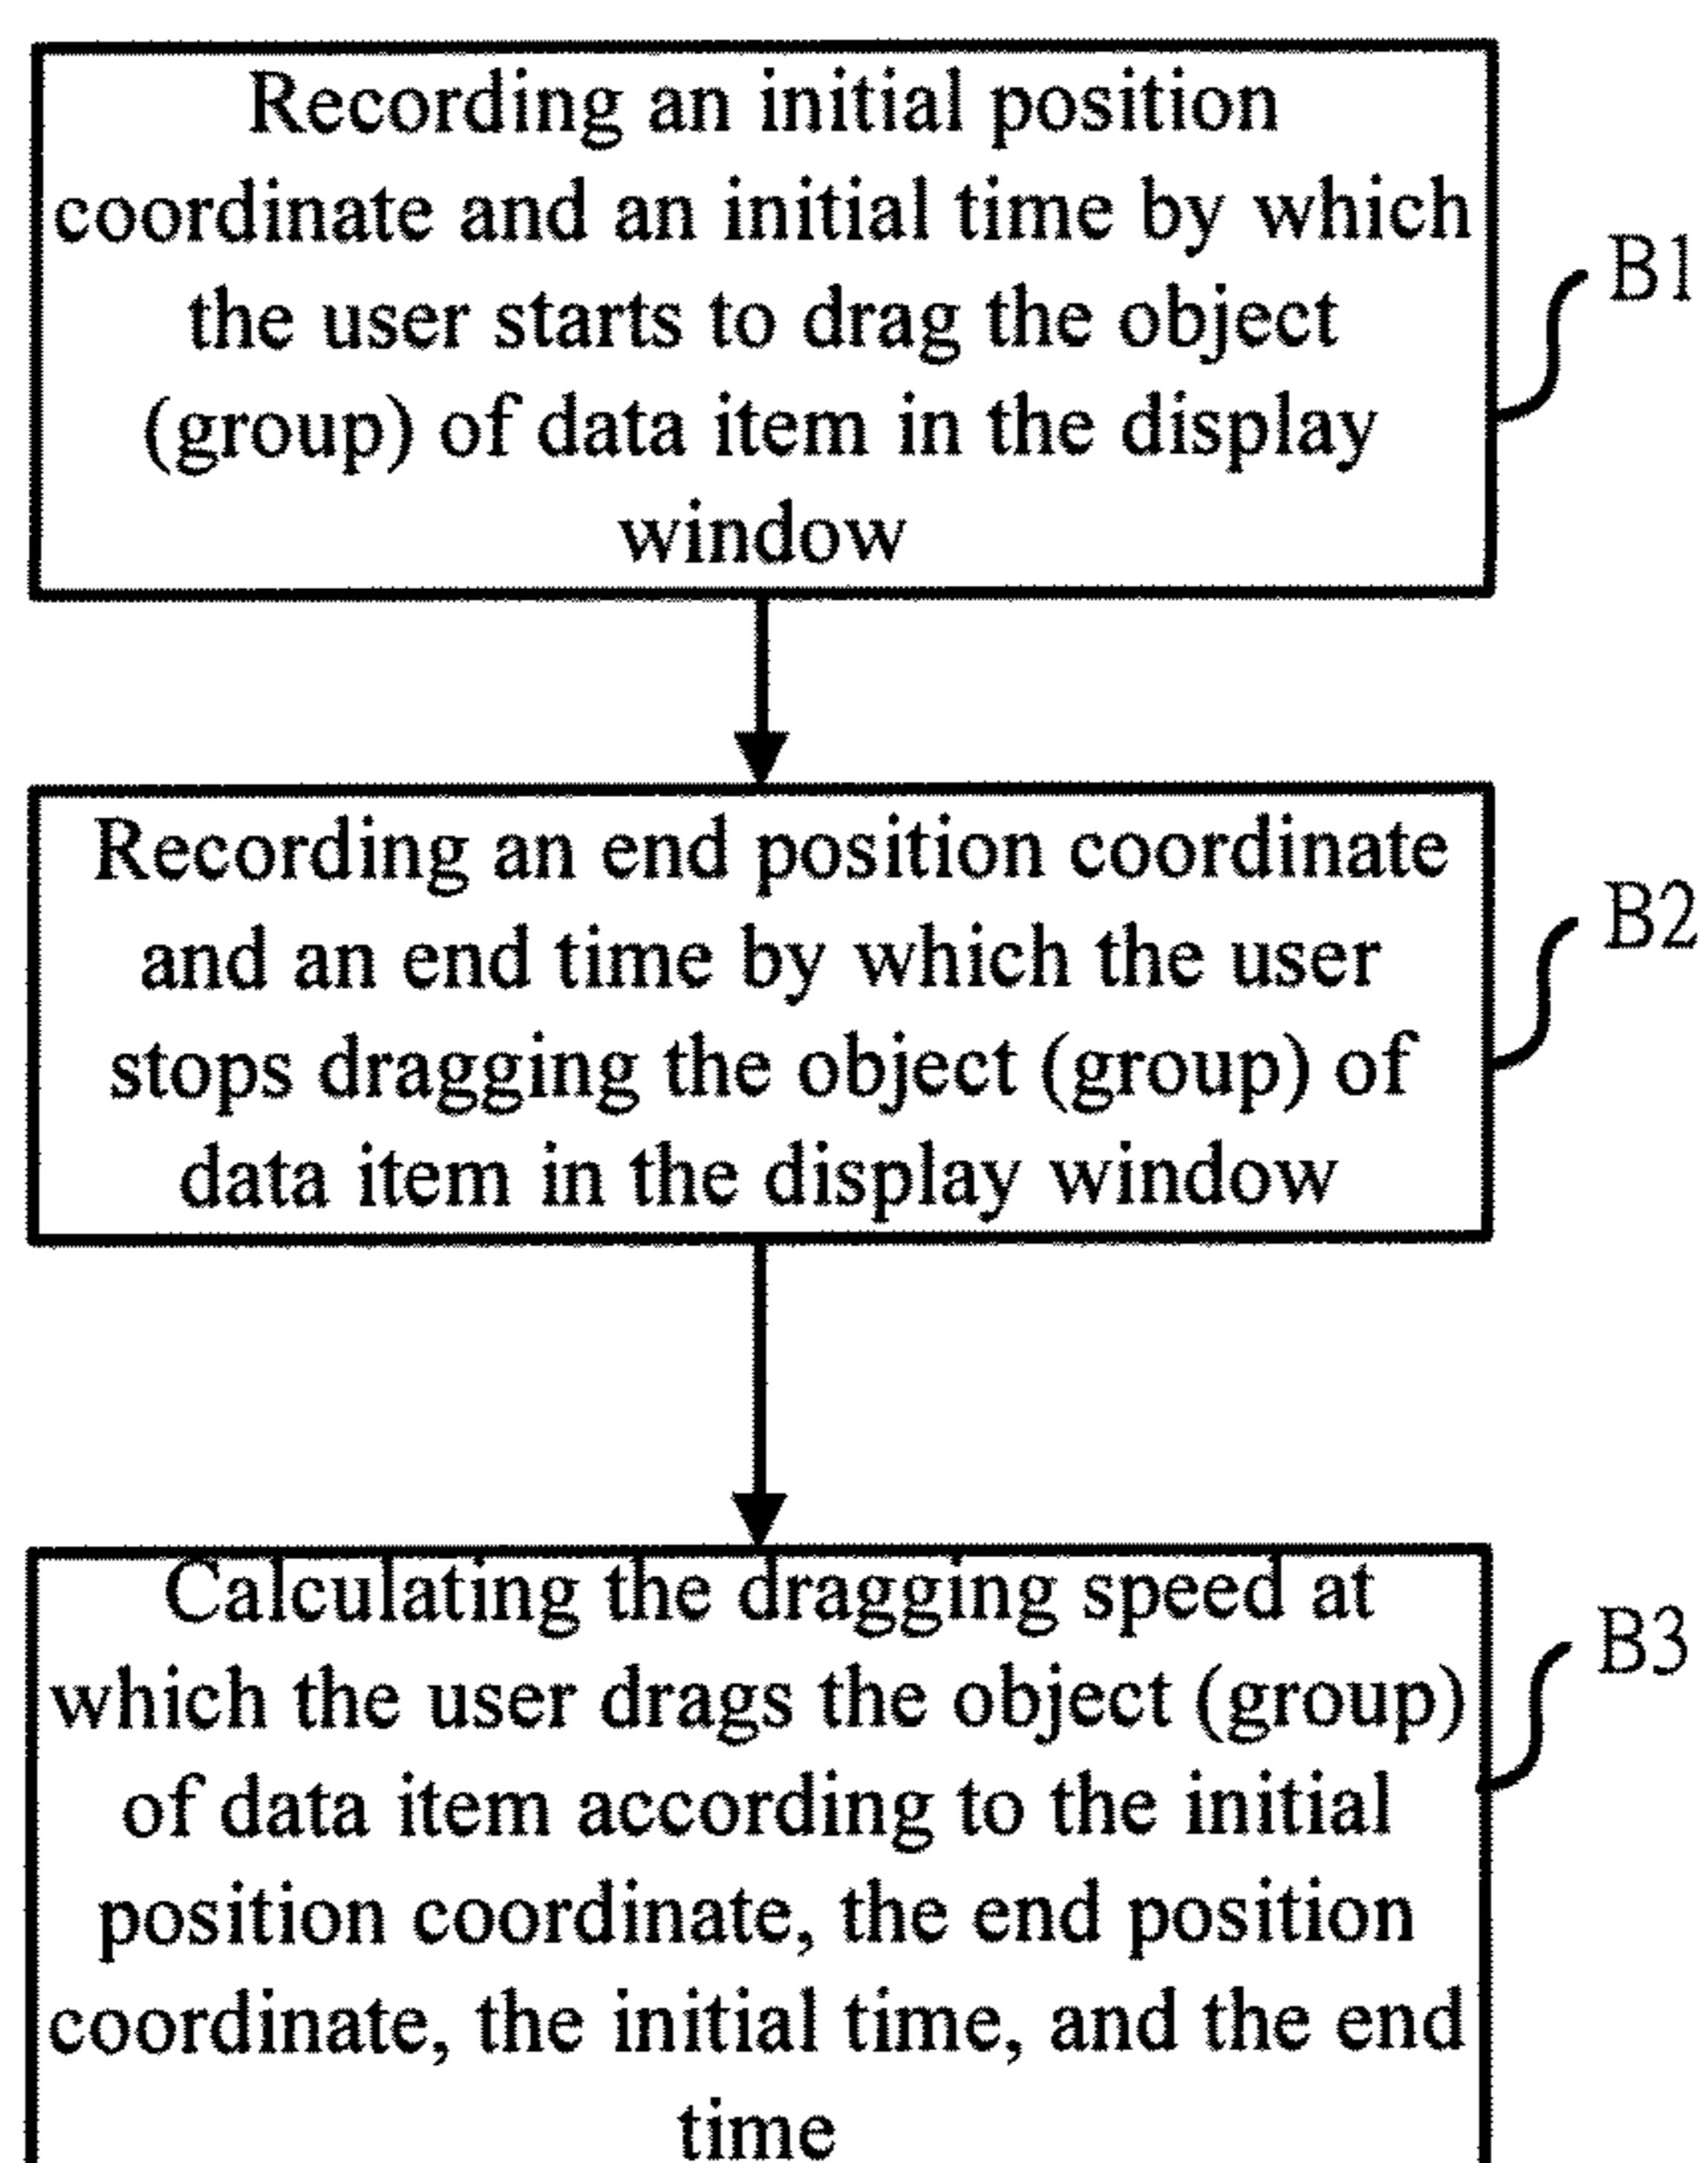 Recording an initial position
coordinate and an initial time by which
the user starts to drag the object
(group) of data item in the display
window
B1
Recording an end position coordinate
and an end time by which the user
stops dragging the object (group) of
data item in the display window
B2
Calculating the dragging speed at
which the user drags the object (group)
of data item according to the initial
position coordinate, the end position
coordinate, the initial time, and the end
time
B3